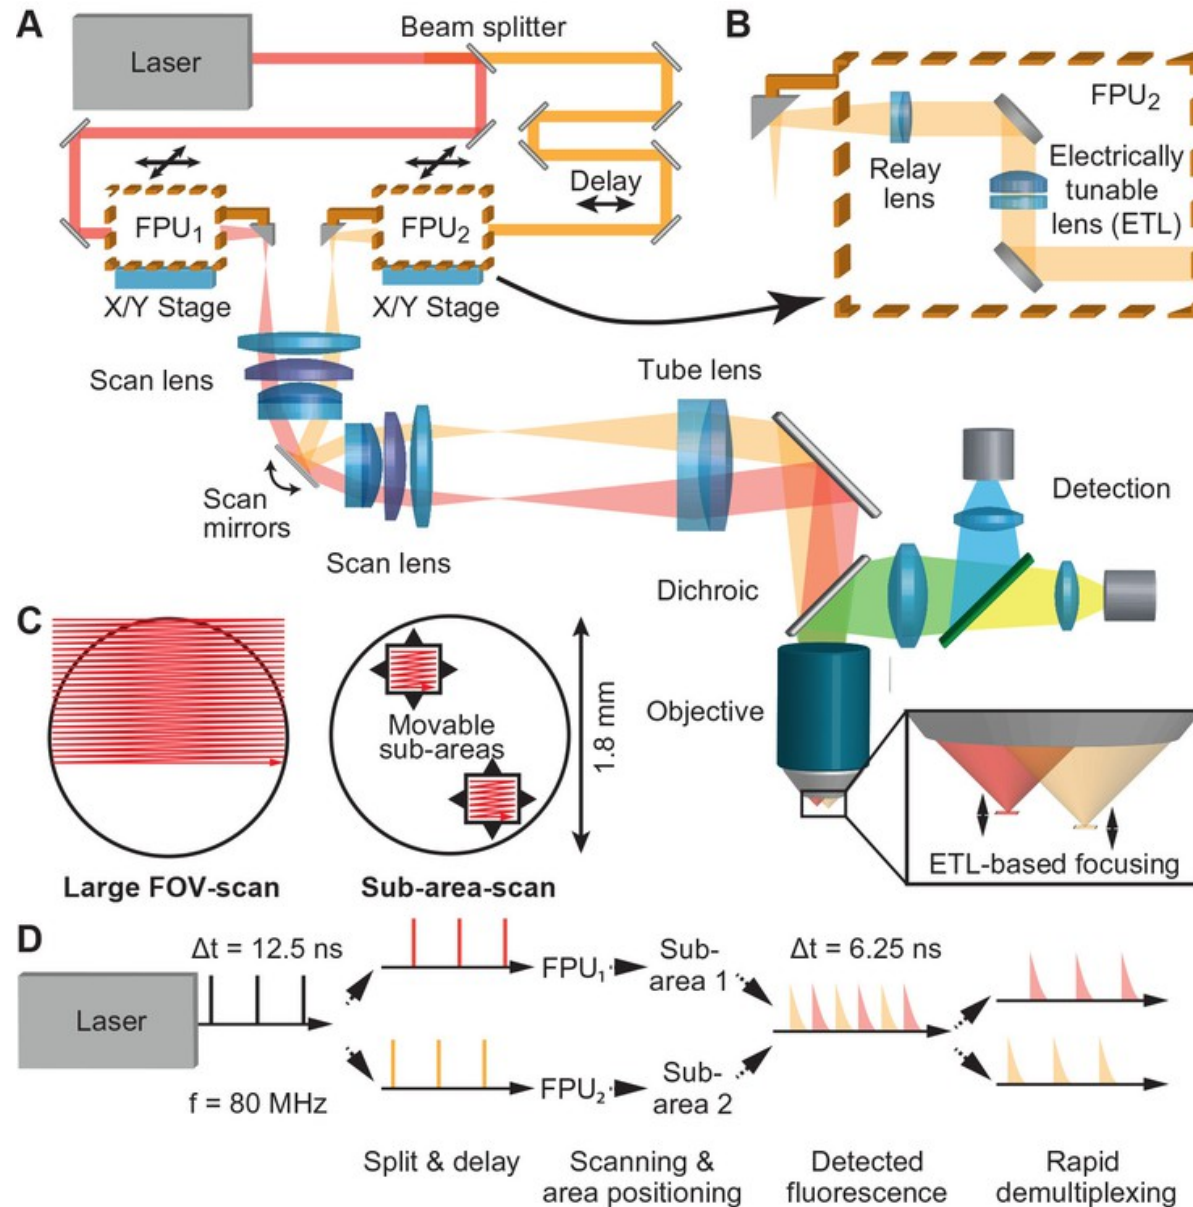 A
Laser
Beam splitter
FPU₁
FPU₂
Delay
X/Y Stage
X/Y Stage
Scan lens
Scan
mirrors
Scan lens
Tube lens
Dichroic
Detection
Objective
ETL-based focusing
B
FPU₂
Relay
lens
Electrically
tunable
lens (ETL)
C
Large FOV-scan
Movable
sub-areas
Sub-area-scan
1.8 mm
D
Laser
Δt = 12.5 ns
f = 80 MHz
FPU₁
Sub-
area 1
FPU₂
Sub-
area 2
Δt = 6.25 ns
Split & delay
Scanning &
area positioning
Detected
fluorescence
Rapid
demultiplexing